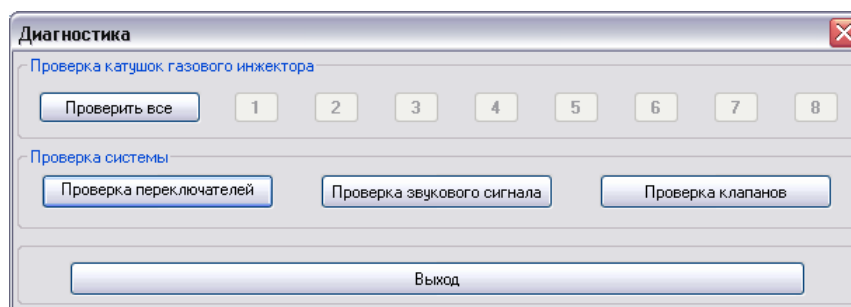 Диагностика
Проверка катушок газового инжектора
Проверить все 1 2 3 4 5 6 7 8
Проверка системы
Проверка переключателей Проверка звукового сигнала Проверка клапанов
Выход